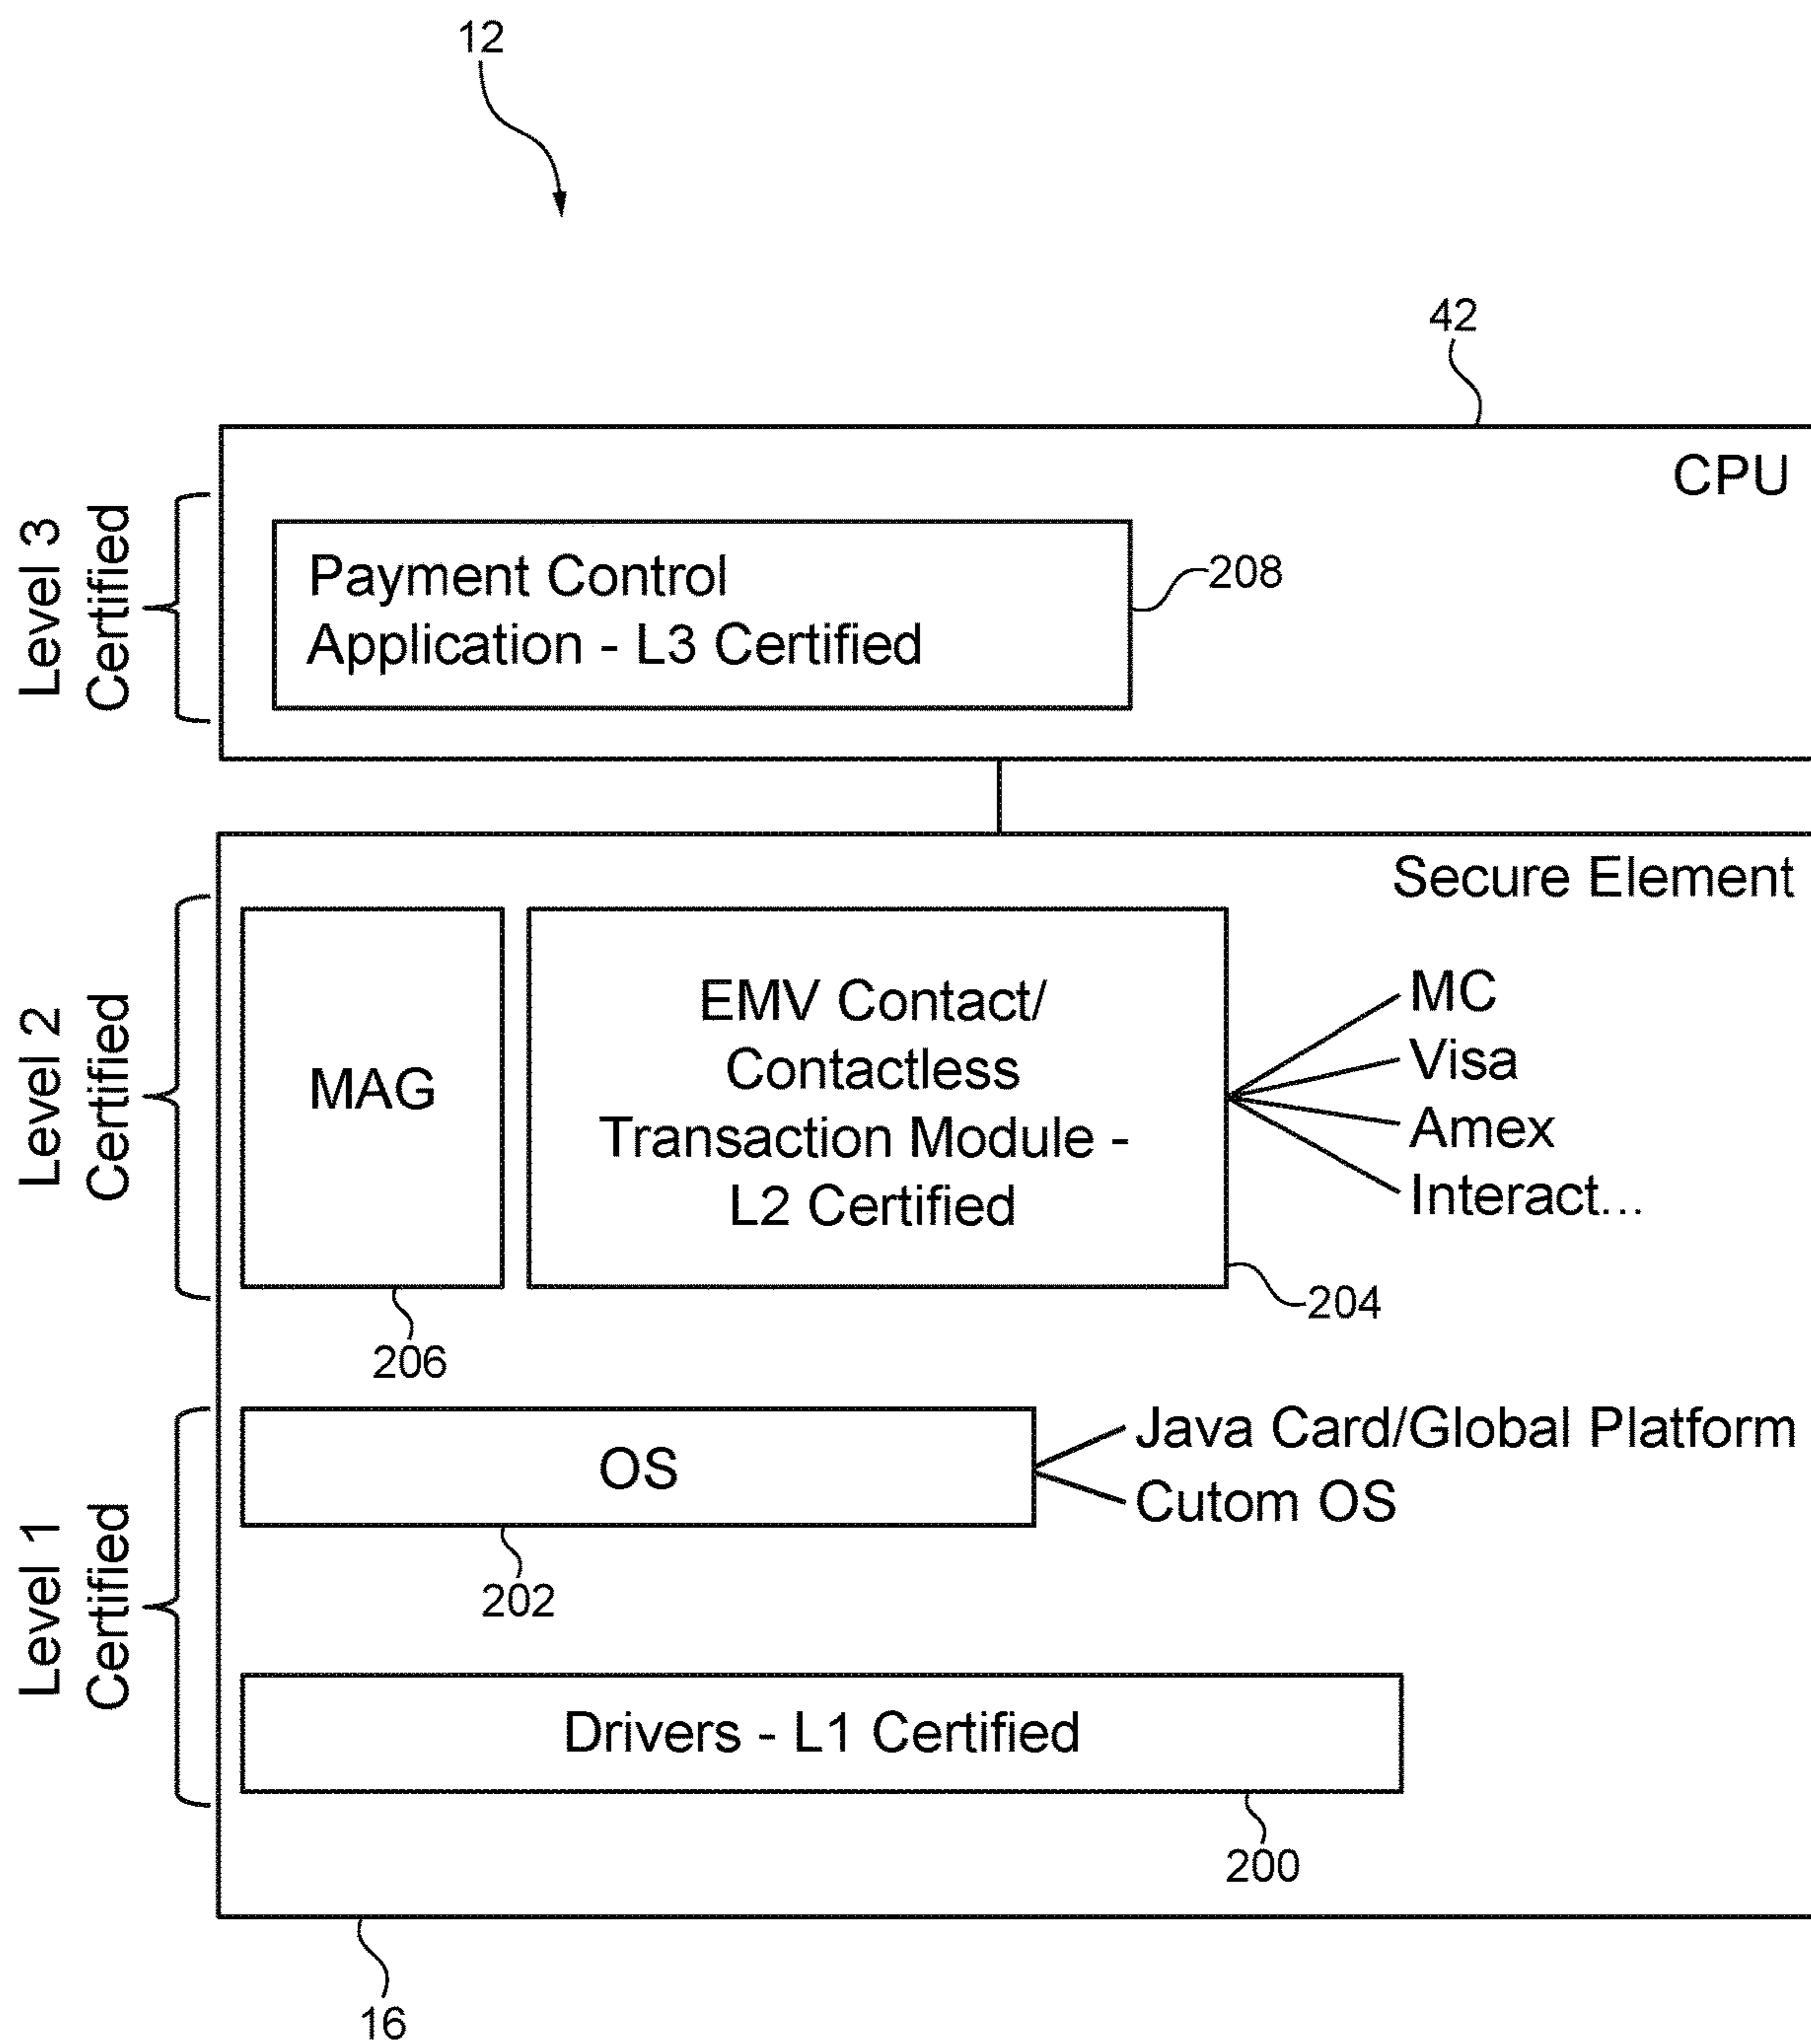 12
42
CPU
Level 3
Certified
Payment Control
Application - L3 Certified
208
Secure Element
Level 2
Certified
MAG
EMV Contact/
Contactless
Transaction Module -
L2 Certified
MC
Visa
Amex
Interact...
204
206
Level 1
Certified
OS
Java Card/Global Platform
Cutom OS
202
Drivers - L1 Certified
200
16